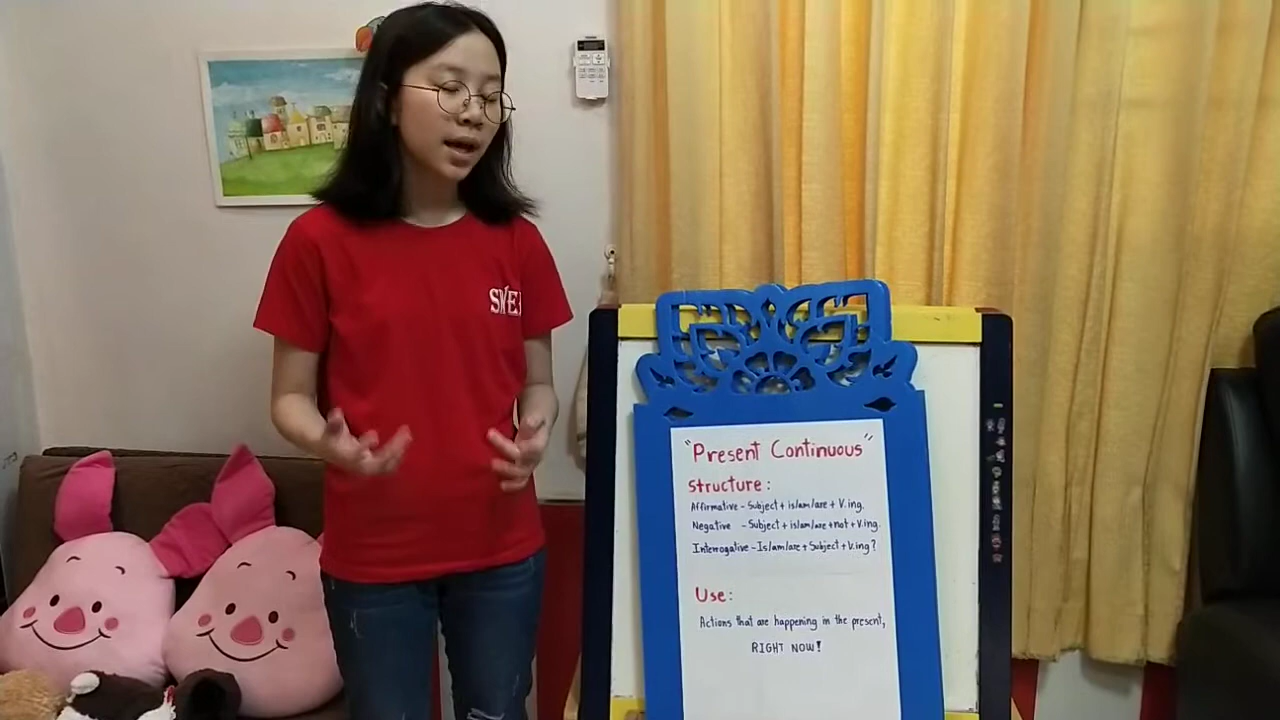 "Present Continuous"
structure:
Affirmative - Subject + is/am/are + V.ing.
Negative - Subject + is/am/are + not + V.ing.
Interrogative - Is/am/are + Subject + V.ing?
Use:
Actions that are happening in the present,
RIGHT NOW!